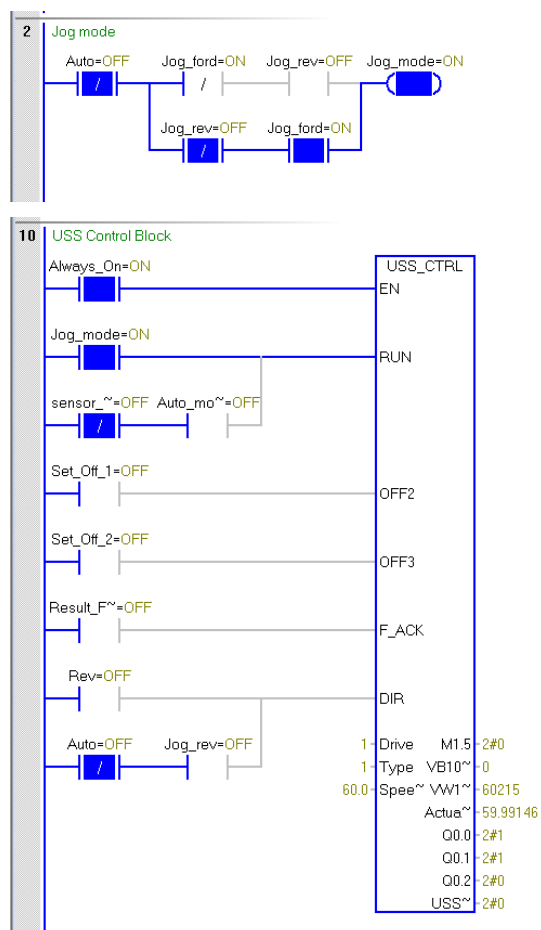 2 Jog mode
Auto=OFF Jog_ford=ON Jog_rev=OFF Jog_mode=ON
/ /
Jog_rev=OFF Jog_ford=ON
/
10 USS Control Block
Always_On=ON USS_CTRL
EN
Jog_mode=ON
RUN
sensor_~=OFF Auto_mo~=OFF
/
Set_Off_1=OFF
OFF2
Set_Off_2=OFF
OFF3
Result_F~=OFF
F_ACK
Rev=OFF
DIR
Auto=OFF Jog_rev=OFF
/
1 Drive M1.5 2#0
1 Type VB10~ 0
60.0 Spee~ VW1~ 60215
Actua~ 59.99146
Q0.0 2#1
Q0.1 2#1
Q0.2 2#0
USS~ 2#0